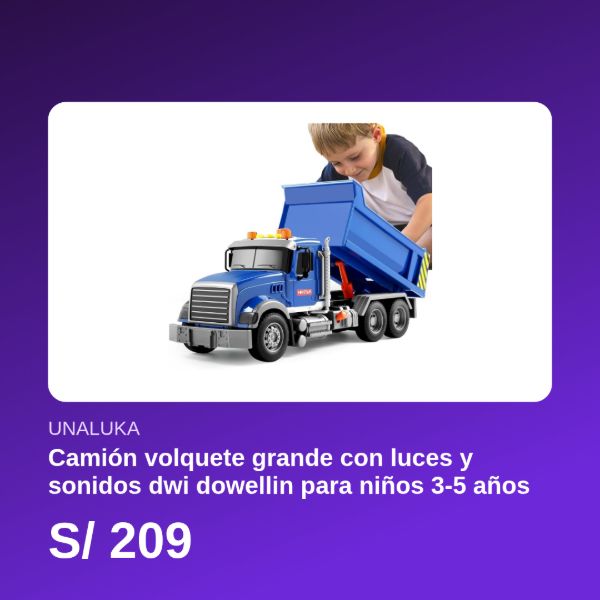 UNALUKA
Camión volquete grande con luces y
sonidos dwi dowellin para niños 3-5 años
S/ 209